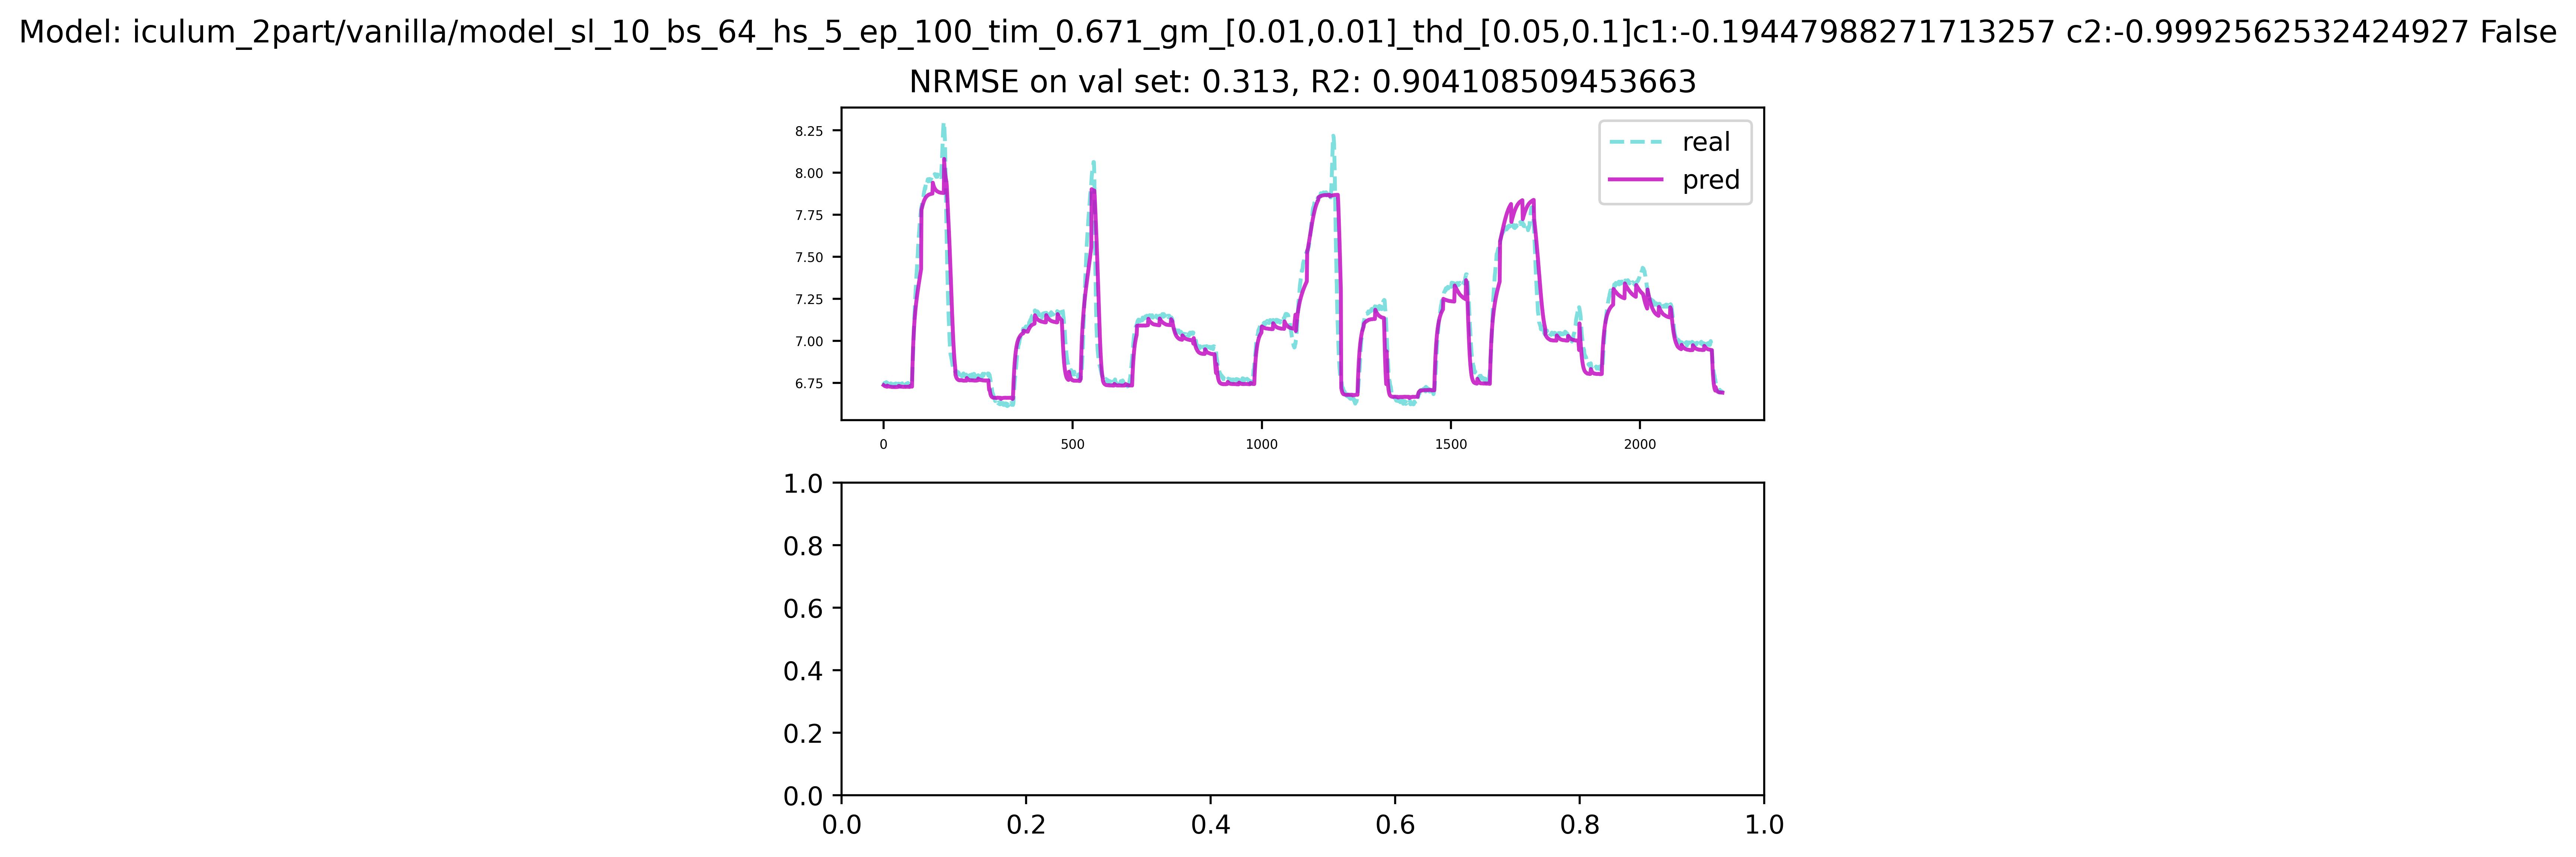 Model: iculum_2part/vanilla/model_sl_10_bs_64_hs_5_ep_100_tim_0.671_gm_[0.01,0.01]_thd_[0.05,0.1]c1:-0.19447988271713257 c2:-0.9992562532424927 False
NRMSE on val set: 0.313, R2: 0.904108509453663
8.25
8.00
7.75
7.50
7.25
7.00
6.75
real
pred
0 500 1000 1500 2000
1.0
0.8
0.6
0.4
0.2
0.0
0.0 0.2 0.4 0.6 0.8 1.0